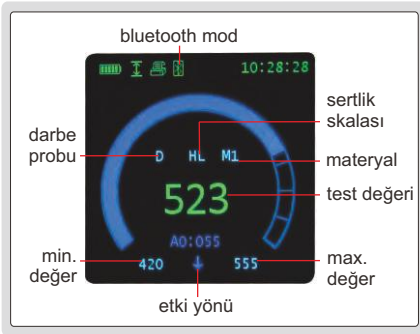 bluetooth mod
10:28:28
sertlik
skalası
darbe
probu
D HL M1
materyal
523
test değeri
A0:055
min.
değer
420
555
max.
değer
etki yönü